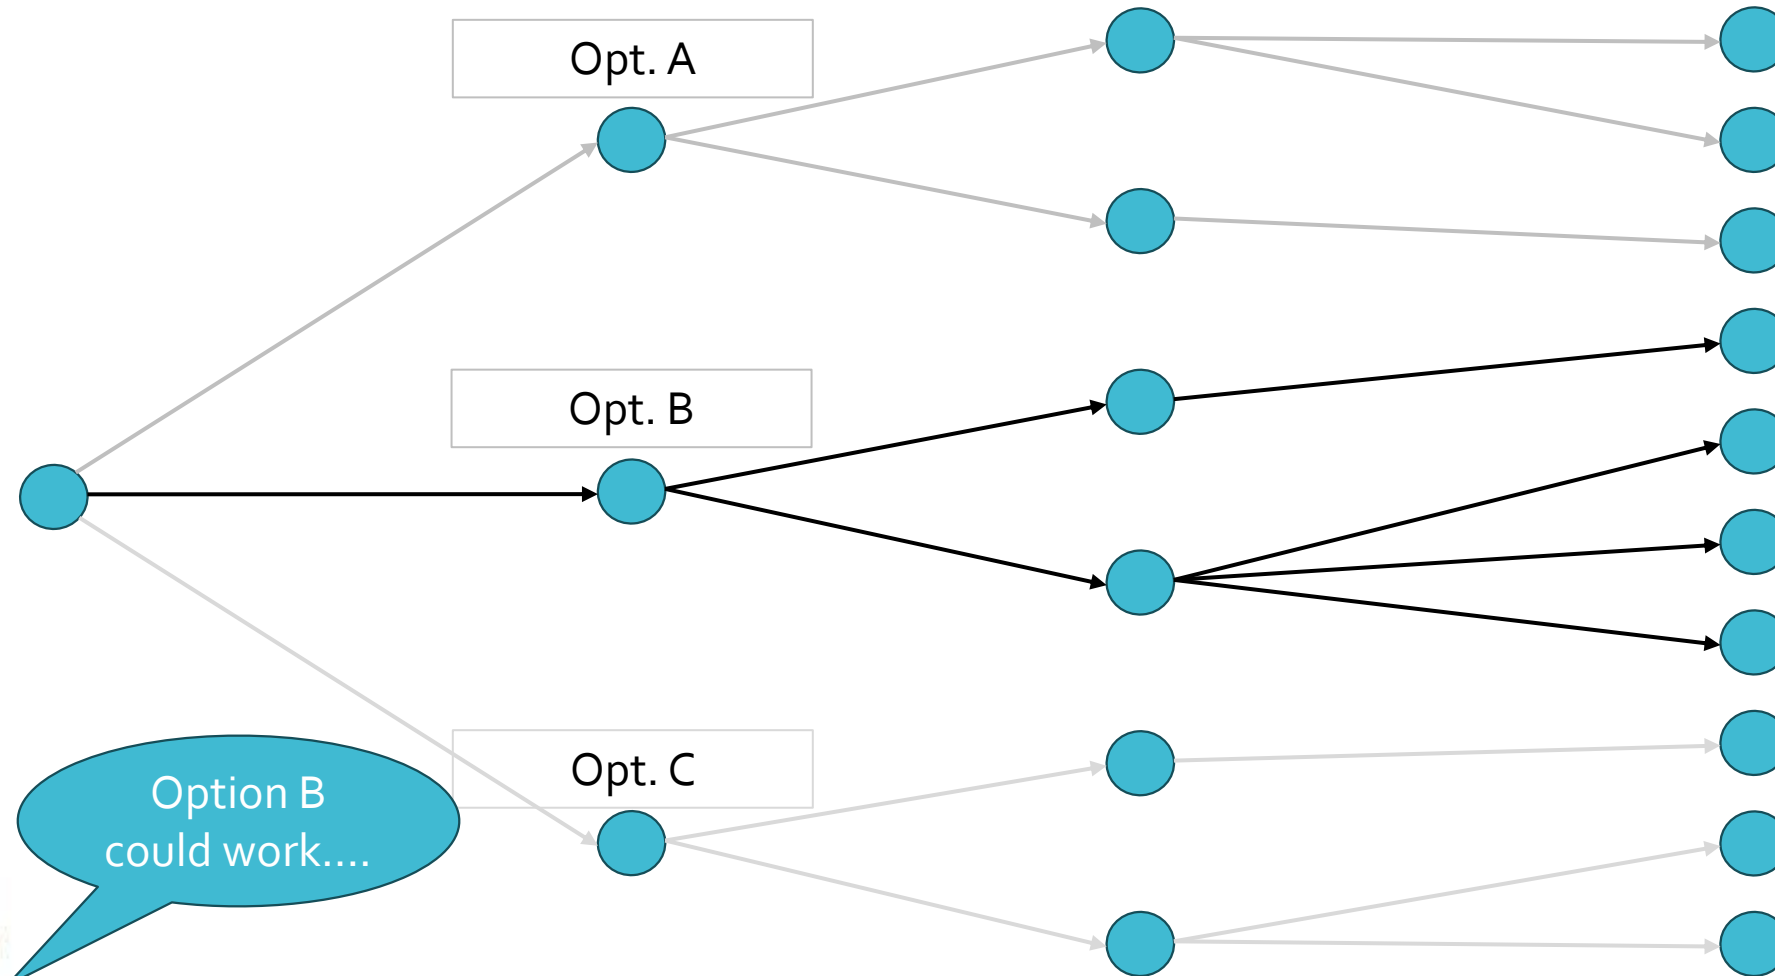 Opt. A
Opt. B
Opt. C
Option B
could work....